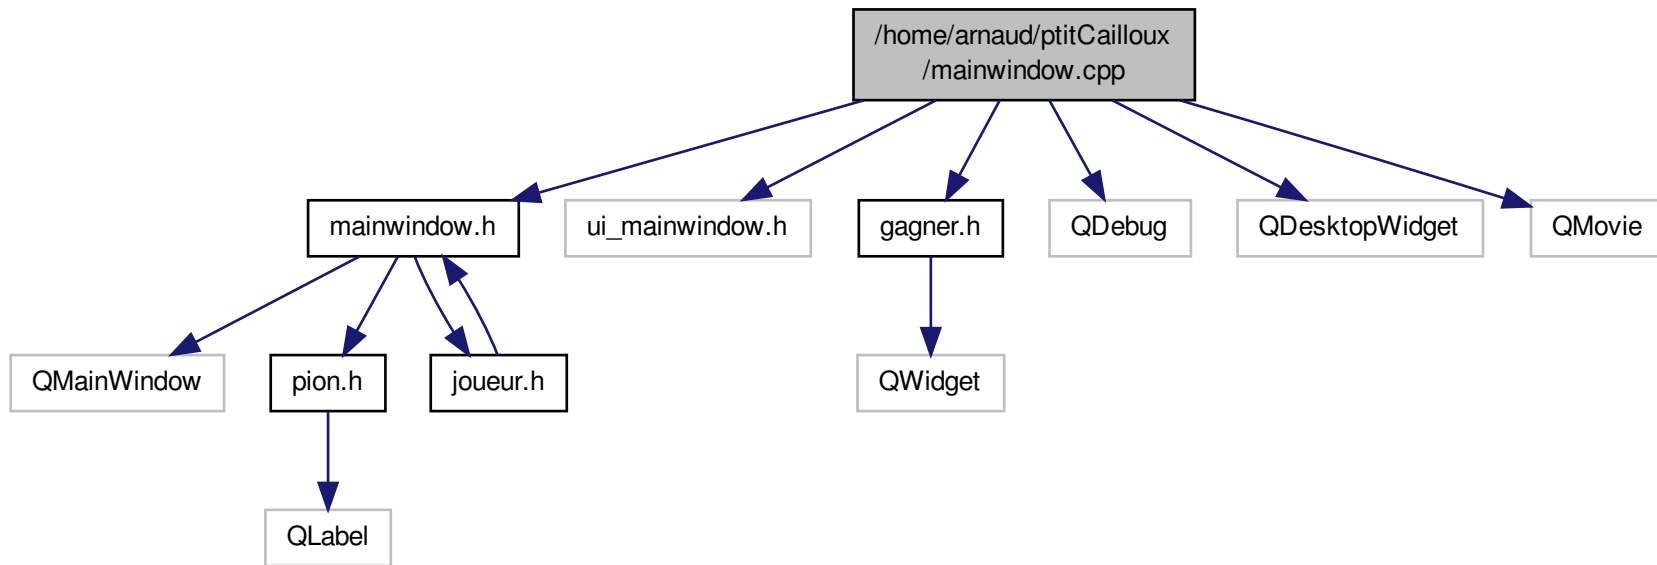 /home/arnaud/ptitCailloux
/mainwindow.cpp
mainwindow.h
ui_mainwindow.h
gagner.h
QDebug
QDesktopWidget
QMovie
QMainWindow
pion.h
joueur.h
QWidget
QLabel